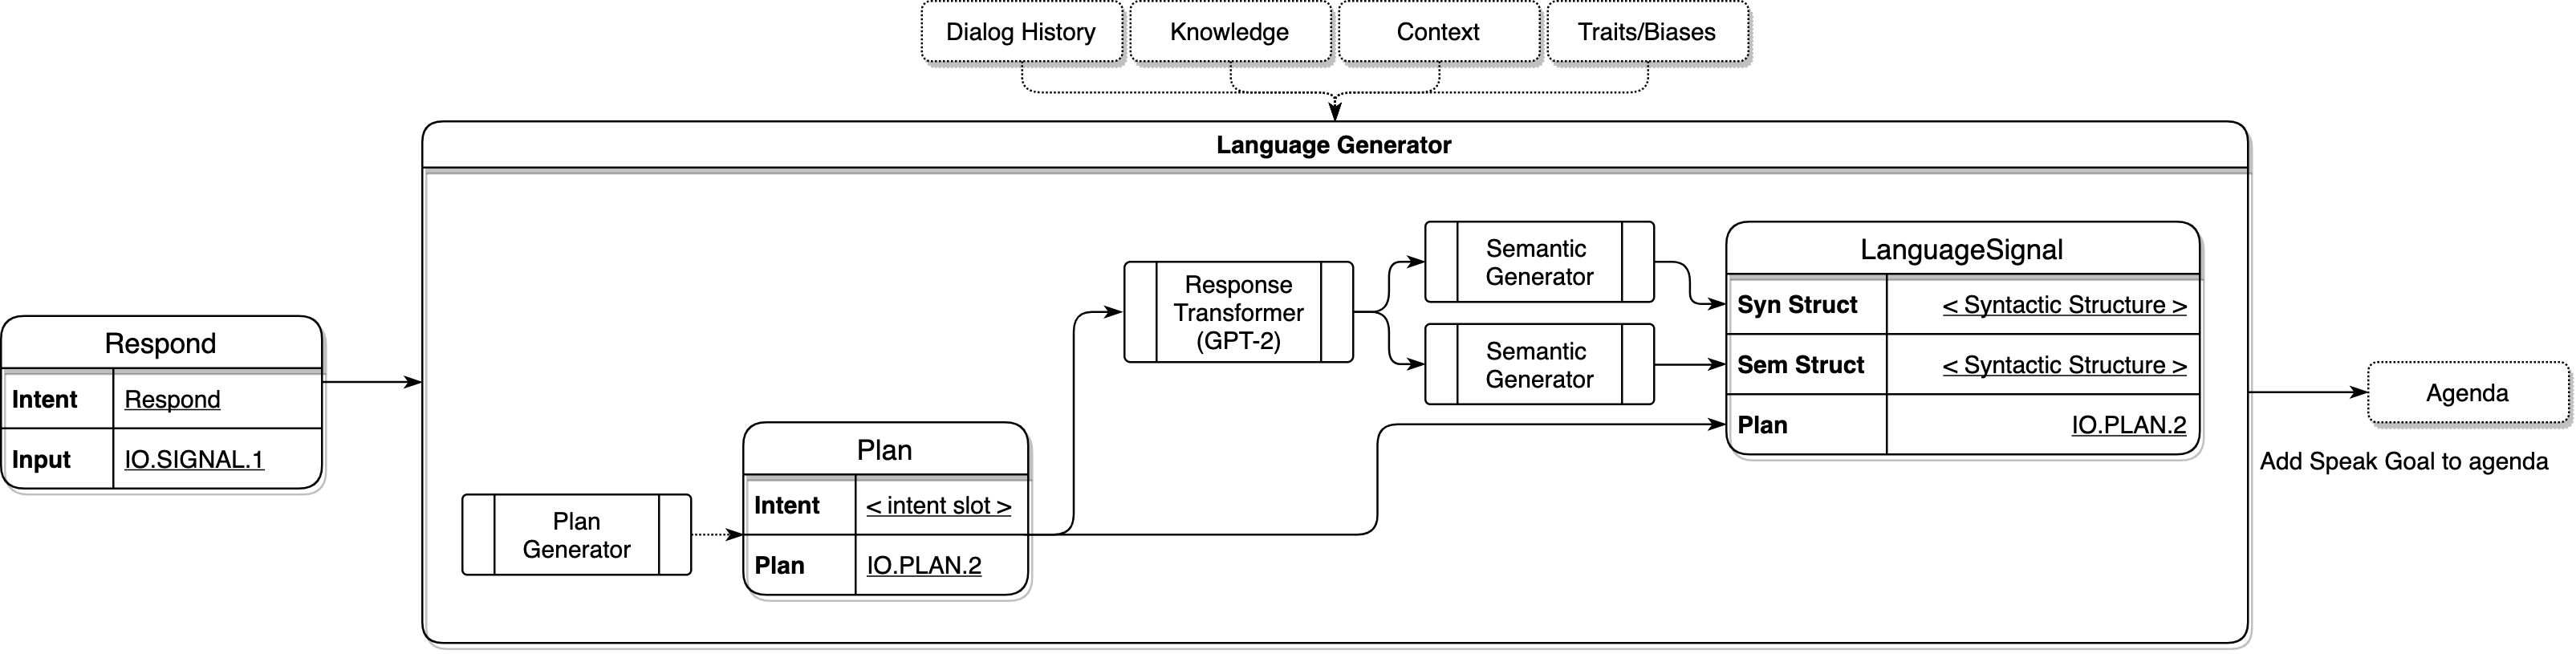 Dialog History
Knowledge
Context
Traits/Biases
Language Generator
Respond
Intent
Respond
Input
IO.SIGNAL.1
Plan
Generator
Plan
Intent
< intent slot >
Plan
IO.PLAN.2
Response
Transformer
(GPT-2)
Semantic
Generator
Semantic
Generator
LanguageSignal
Syn Struct
< Syntactic Structure >
Sem Struct
< Syntactic Structure >
Plan
IO.PLAN.2
Agenda
Add Speak Goal to agenda